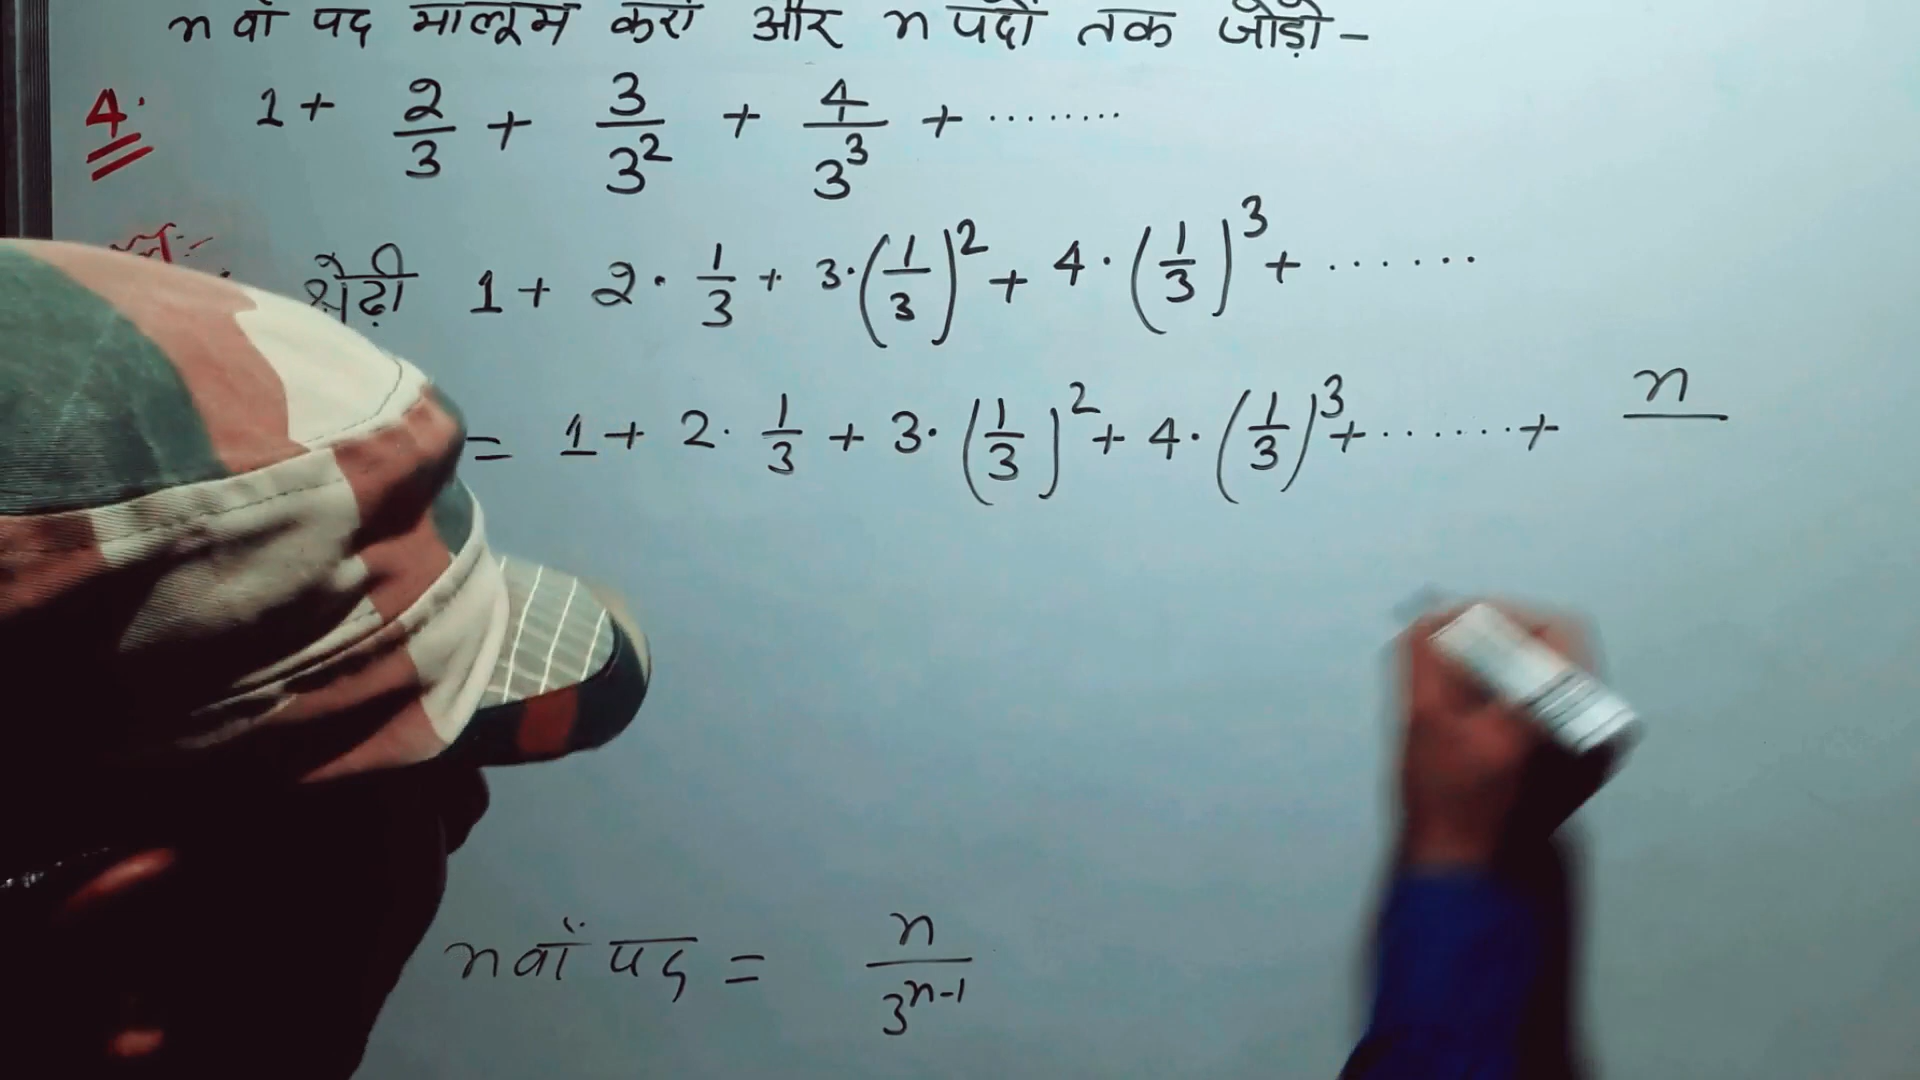 n वाँ पद मालूम करो और n पदों तक जोड़ो -
4. 1 + 2/3 + 3/3² + 4/3³ + ........
श्रेढ़ी 1 + 2 · 1/3 + 3 · (1/3)² + 4 · (1/3)³ + ......
= 1 + 2 · 1/3 + 3 · (1/3)² + 4 · (1/3)³ + ...... + n/
n वाँ पद = n/3ⁿ⁻¹